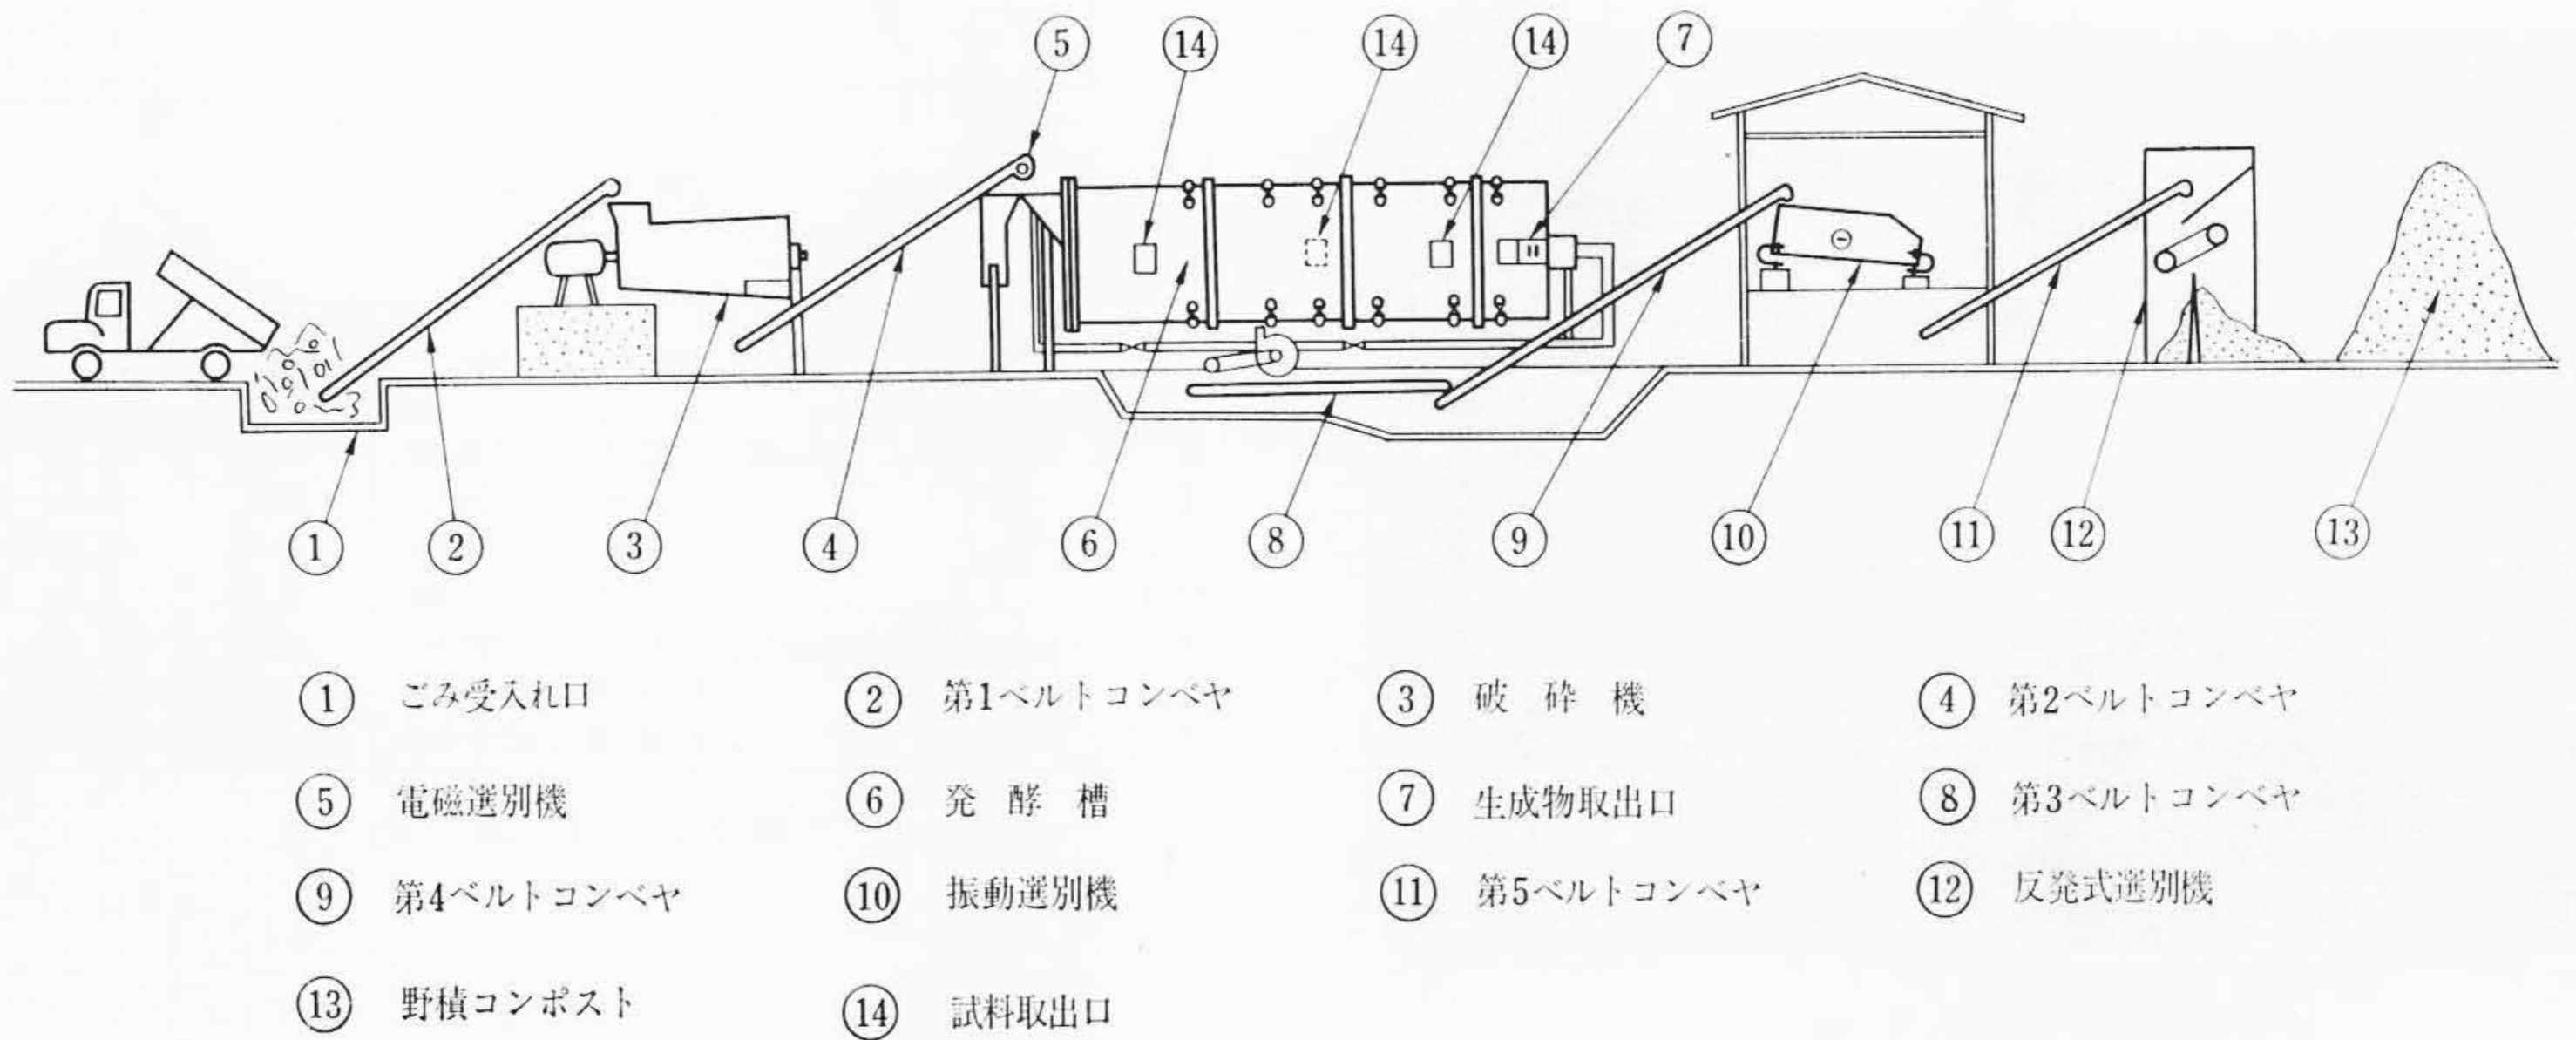 ⑤ ⑭ ⑭ ⑭ ⑦
① ② ③ ④ ⑥ ⑧ ⑨ ⑩ ⑪ ⑫ ⑬
① ごみ受入れ口 ② 第1ベルトコンベヤ ③ 破砕機 ④ 第2ベルトコンベヤ
⑤ 電磁選別機 ⑥ 発酵槽 ⑦ 生成物取出口 ⑧ 第3ベルトコンベヤ
⑨ 第4ベルトコンベヤ ⑩ 振動選別機 ⑪ 第5ベルトコンベヤ ⑫ 反発式選別機
⑬ 野積コンポスト ⑭ 試料取出口